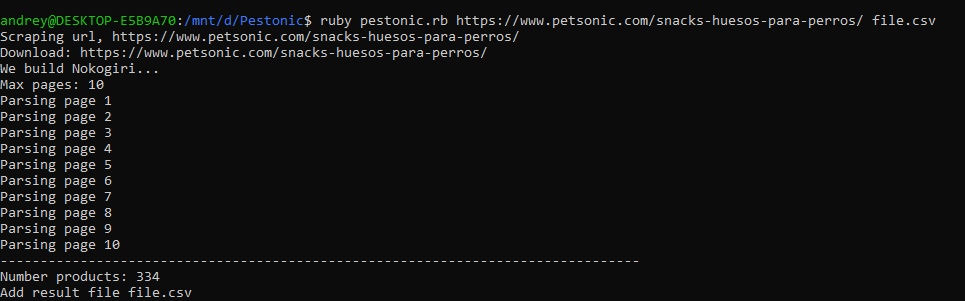 andrey@DESKTOP-E5B9A70:/mnt/d/Pestonic$ ruby pestonic.rb https://www.petsonic.com/snacks-huesos-para-perros/ file.csv
Scraping url, https://www.petsonic.com/snacks-huesos-para-perros/
Download: https://www.petsonic.com/snacks-huesos-para-perros/
We build Nokogiri...
Max pages: 10
Parsing page 1
Parsing page 2
Parsing page 3
Parsing page 4
Parsing page 5
Parsing page 6
Parsing page 7
Parsing page 8
Parsing page 9
Parsing page 10
--------------------------------------------------------------------------------
Number products: 334
Add result file file.csv